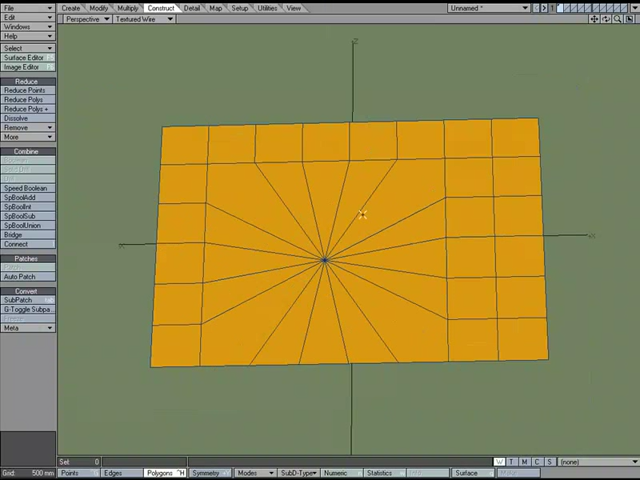 File Create Modify Multiply Construct Detail Map Setup Utilities View Unnamed * 1
Edit Perspective Textured Wire
Windows
Help
Select
Surface Editor
Image Editor
Reduce
Reduce Points
Reduce Polys
Reduce Polys +
Dissolve
Remove
More
Combine
Speed Boolean
SpBoolAdd
SpBoolInt
SpBoolSub
SpBoolUnion
Bridge
Connect
Patches
Auto Patch
Convert
SubPatch
G-Toggle Subpa...
Meta
Sel: 0 W T M C S (none)
Grid: 500 mm Points Edges Polygons ^H Symmetry Modes SubD-Type Numeric Statistics Surface